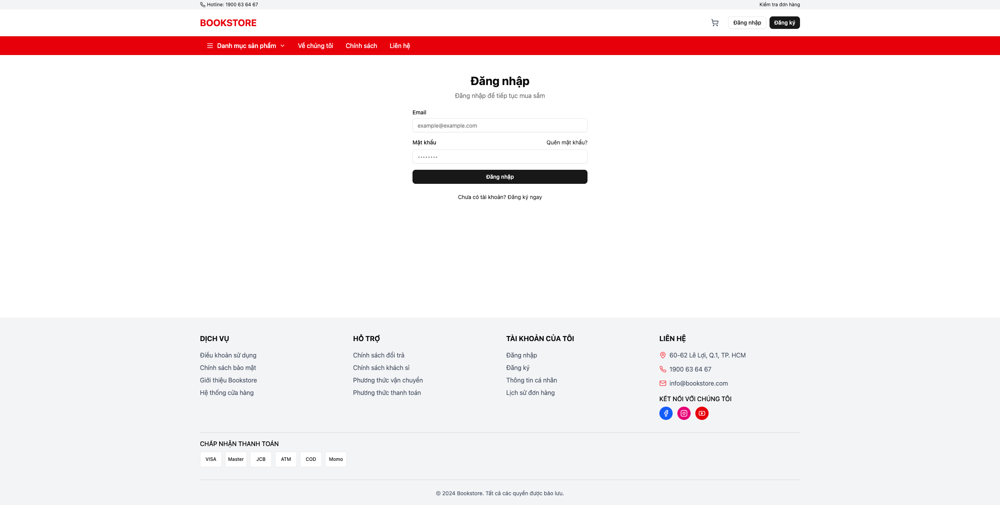 Hotline: 1900 63 64 67
Kiểm tra đơn hàng
BOOKSTORE
Đăng nhập
Đăng ký
Danh mục sản phẩm
Về chúng tôi
Chính sách
Liên hệ
Đăng nhập
Đăng nhập để tiếp tục mua sắm
Email
example@example.com
Mật khẩu
Quên mật khẩu?
••••••••
Đăng nhập
Chưa có tài khoản? Đăng ký ngay
DỊCH VỤ
Điều khoản sử dụng
Chính sách bảo mật
Giới thiệu Bookstore
Hệ thống cửa hàng
HỖ TRỢ
Chính sách đổi trả
Chính sách khách sỉ
Phương thức vận chuyển
Phương thức thanh toán
TÀI KHOẢN CỦA TÔI
Đăng nhập
Đăng ký
Thông tin cá nhân
Lịch sử đơn hàng
LIÊN HỆ
60-62 Lê Lợi, Q.1, TP. HCM
1900 63 64 67
info@bookstore.com
KẾT NỐI VỚI CHÚNG TÔI
CHẤP NHẬN THANH TOÁN
VISA
Master
JCB
ATM
COD
Momo
© 2024 Bookstore. Tất cả các quyền được bảo lưu.